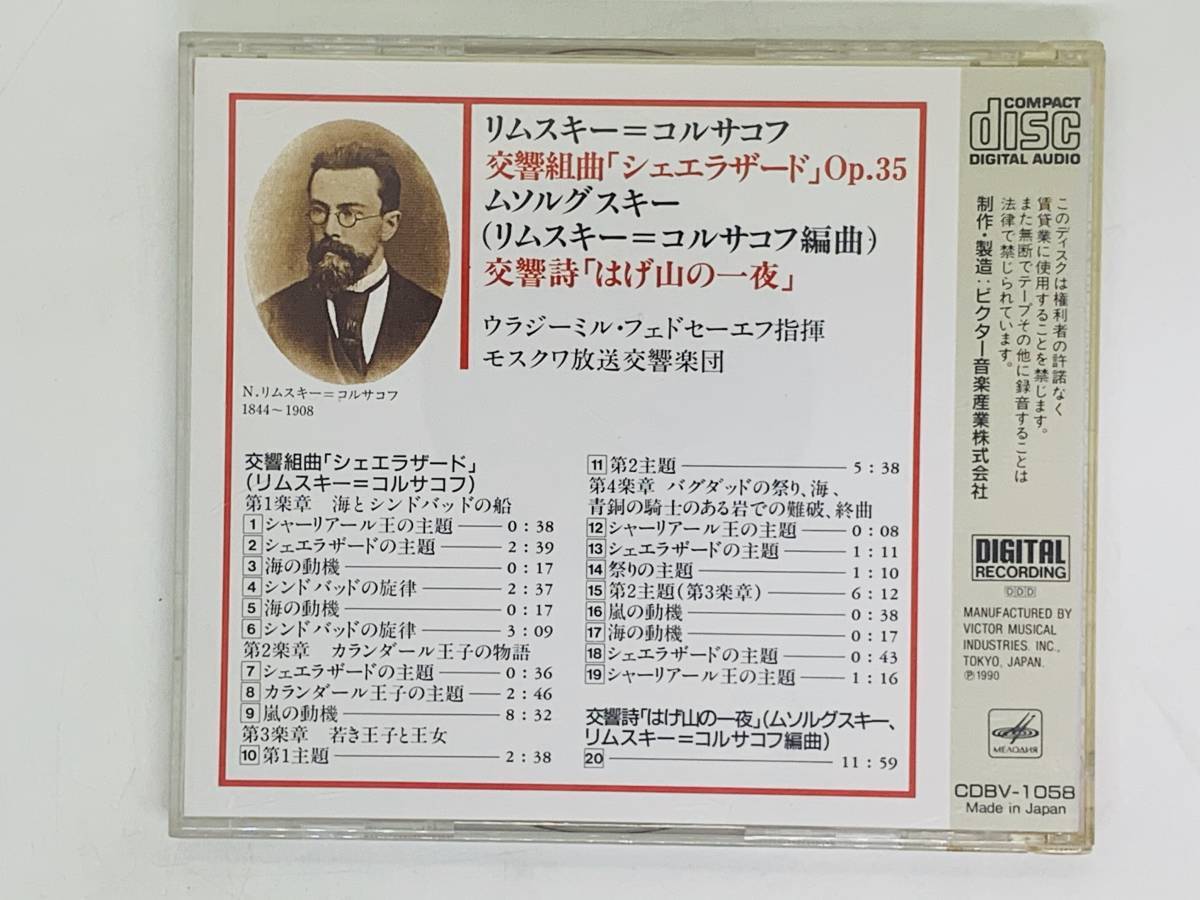 リムスキー＝コルサコフ
交響組曲「シェエラザード」Op.35
ムソルグスキー
(リムスキー＝コルサコフ編曲)
交響詩「はげ山の一夜」
ウラジーミル・フェドセーエフ指揮
モスクワ放送交響楽団
N.リムスキー＝コルサコフ
1844～1908
交響組曲「シェエラザード」
(リムスキー＝コルサコフ)
第1楽章 海とシンドバッドの船
1 シャーリアール王の主題 0:38
2 シェエラザードの主題 2:39
3 海の動機 0:17
4 シンドバッドの旋律 2:37
5 海の動機 0:17
6 シンドバッドの旋律 3:09
第2楽章 カランダール王子の物語
7 シェエラザードの主題 0:36
8 カランダール王子の主題 2:46
9 嵐の動機 8:32
第3楽章 若き王子と王女
10 第1主題 2:38
11 第2主題 5:38
第4楽章 バグダッドの祭り、海、
青銅の騎士のある岩での難破、終曲
12 シャーリアール王の主題 0:08
13 シェエラザードの主題 1:11
14 祭りの主題 1:10
15 第2主題(第3楽章) 6:12
16 嵐の動機 0:38
17 海の動機 0:17
18 シェエラザードの主題 0:43
19 シャーリアール王の主題 1:16
交響詩「はげ山の一夜」(ムソルグスキー、
リムスキー＝コルサコフ編曲)
20 11:59
COMPACT
disc
DIGITAL AUDIO
このディスクは権利者の許諾なく
賃貸業に使用することを禁じます。
また無断でテープその他に録音することは
法律で禁じられています。
制作・製造：ビクター音楽産業株式会社
DIGITAL
RECORDING
DDD
MANUFACTURED BY
VICTOR MUSICAL
INDUSTRIES. INC.,
TOKYO, JAPAN.
Ⓟ1990
МЕЛОДИЯ
CDBV-1058
Made in Japan